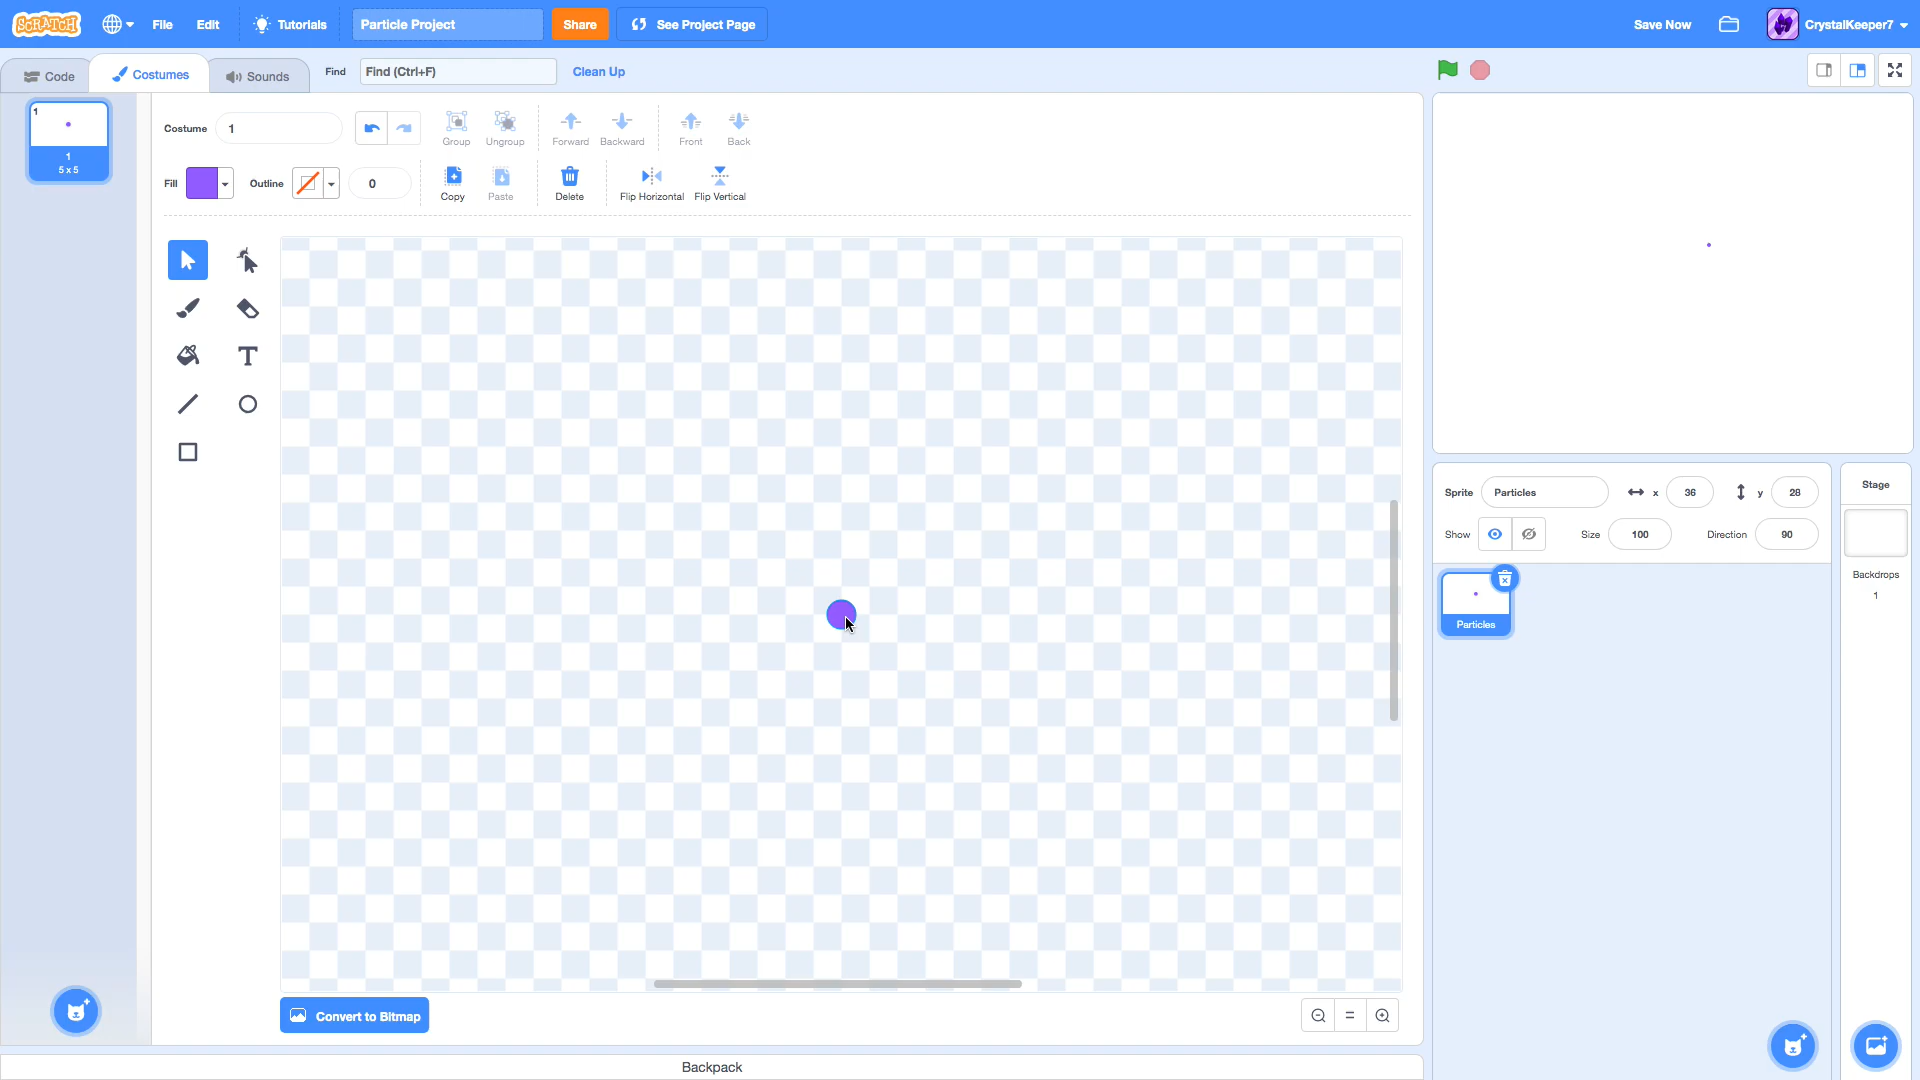 SCRATCH
File
Edit
Tutorials
Particle Project
Share
See Project Page
Save Now
CrystalKeeper7
Code
Costumes
Sounds
Find
Find (Ctrl+F)
Clean Up
1
1
5 x 5
Costume
1
Group
Ungroup
Forward
Backward
Front
Back
Fill
Outline
0
Copy
Paste
Delete
Flip Horizontal
Flip Vertical
T
Convert to Bitmap
Backpack
Sprite
Particles
x
36
y
28
Show
Size
100
Direction
90
Particles
Stage
Backdrops
1